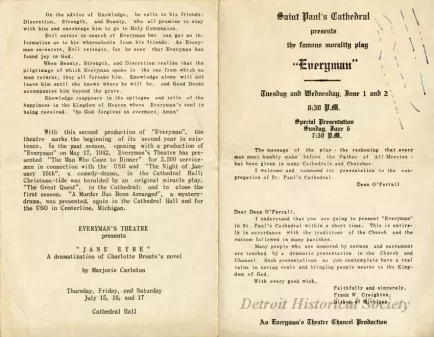 On the advice of Knowledge, he calls to his friends:
Discretion, Strength, and Beauty, who all promise to stay
with him and encourage him to go to Holy Communion.
Evil enters in search of Everyman but can get no in-
formation as to his whereabouts from his friends. As Every-
man re-enters, Evil retreats, for he sees that Everyman has
found joy in God.
When Beauty, Strength, and Discretion realize that the
pilgrimage of which Everyman spoke is the one from which no
man returns, they all forsake him. Knowledge alone will not
leave him until she knows where he will be, and Good Deeds
accompanies him beyond the grave.
Knowledge reappears in the epilogue and tells of the
happiness in the Kingdom of Heaven where Everyman's soul is
being received. "So God forgives us evermore, Amen".
With this second production of "Everyman", the
theatre marks the beginning of its second year in exist-
ence. In the past season, opening with a production of
"Everyman" on May 17, 1942, Everyman's Theatre has pre-
sented "The Man Who Came to Dinner" for 2,500 service-
men in connection with the USO and "The Night of Jan-
uary 16th", a comedy-drama, in the Cathedral Hall;
Christmas-tide was heralded by an original miracle play,
"The Great Quest", in the Cathedral; and to close the
first season, "A Murder Has Been Arranged", a mystery-
drama, was presented, again in the Cathedral Hall and for
the USO in Centerline, Michigan.
EVERYMAN'S THEATRE
presents
"JANE EYRE"
A dramatization of Charlotte Bronte's novel
by Marjorie Carleton
Thursday, Friday, and Saturday
July 15, 16, and 17
Cathedral Hall
Saint Paul's Cathedral
presents
the famous morality play
"Everyman"
Tuesday and Wednesday, June 1 and 2
8:30 P.M.
Special Presentation
Sunday, June 6
7:30 P.M.
The message of the play - the reckoning that every
man must humbly make before the Father of All Mercies -
has been given in many Cathedrals and Churches.
I welcome and commend its presentation to the con-
gregation of St. Paul's Cathedral.
Dean O'Ferrall
Dear Dean O'Ferrall,
I understand that you are going to present "Everyman"
in St. Paul's Cathedral within a short time. This is entire-
ly in accordance with the traditions of the Church and the
custom followed in many parishes.
Many people who are unmoved by sermon and sacrament
are touched by a dramatic presentation in the Church and
Chancel. Such presentations as you contemplate have a real
value in saving souls and bringing people nearer to the King-
dom of God.
With every good wish,
Faithfully and sincerely,
Frank W. Creighton,
Bishop of Michigan
Detroit Historical Society
An Everyman's Theatre Chancel Production